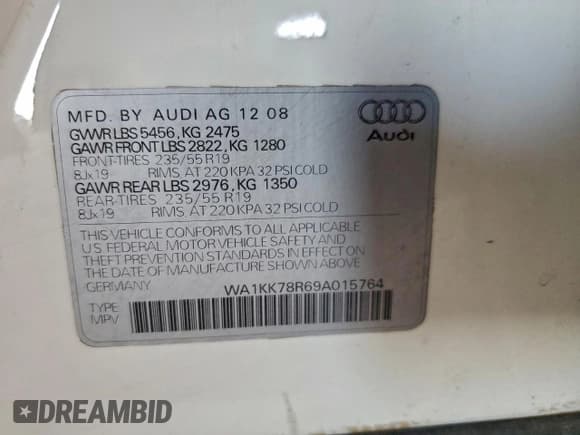 MFD. BY AUDI AG 12 08
GVWR LBS 5456, KG 2475
GAWR FRONT LBS 2822, KG 1280
FRONT-TIRES 235/55 R19
8Jx19 RIMS AT 220 KPA 32 PSI COLD
GAWR REAR LBS 2976, KG 1350
REAR-TIRES 235/55 R19
8Jx19 RIMS AT 220 KPA 32 PSI COLD
Audi
THIS VEHICLE CONFORMS TO ALL APPLICABLE
U.S. FEDERAL MOTOR VEHICLE SAFETY AND
THEFT PREVENTION STANDARDS IN EFFECT ON
THE DATE OF MANUFACTURE SHOWN ABOVE.
GERMANY WA1KK78R69A015764
TYPE
MPV
DREAMBID